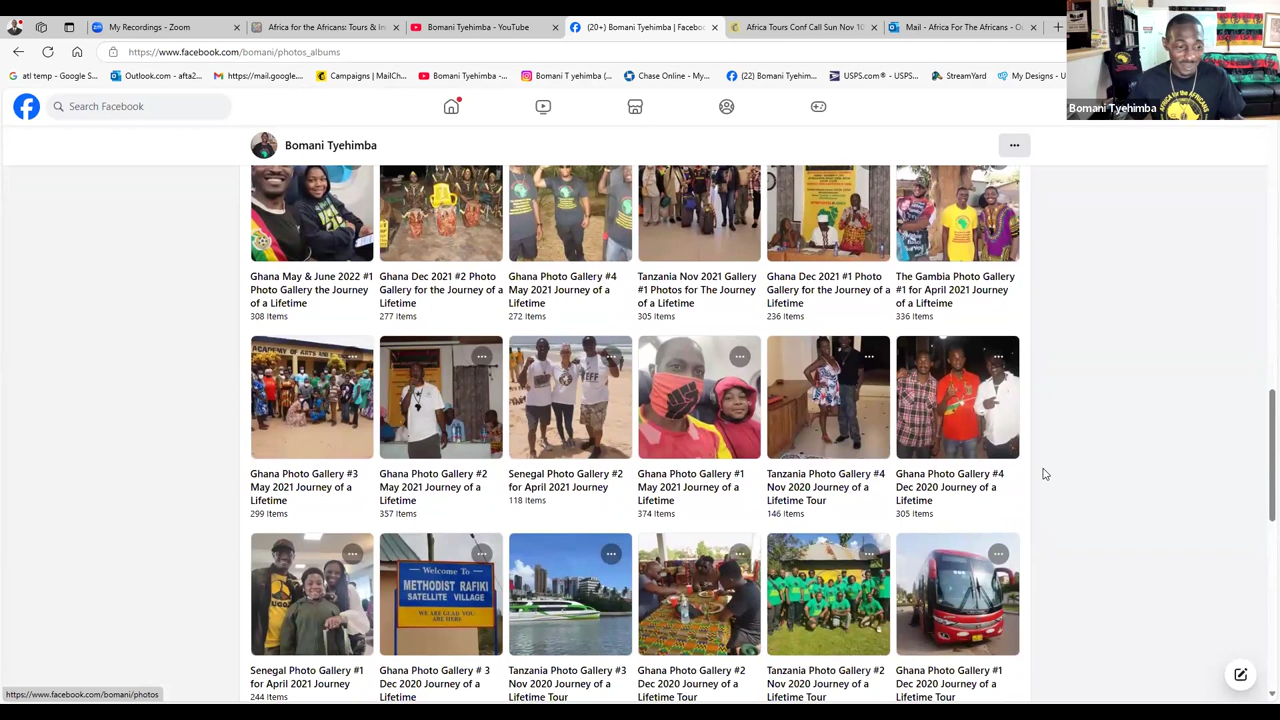 My Recordings - Zoom
Africa for the Africans: Tours
Bomani Tyehimba - YouTube
(20+) Bomani Tyehimba | Facebook
Africa Tours Live Call Sun Nov 10
Mail - Africa For The Africans - O
https://www.facebook.com/bomani/photos_albums
atl temp - Google S...
Outlook.com - afta2...
https://mail.google....
Campaigns | MailCh...
Bomani Tyehimba -...
Bomani T yehimba (...
Chase Online - My...
(22) Bomani Tyehim...
USPS.com® - USPS...
StreamYard
My Designs - U
Bomani Tyehimba
Search Facebook
Bomani Tyehimba
Ghana May & June 2022 #1
Photo Gallery the Journey
of a Lifetime
308 Items
Ghana Dec 2021 #2 Photo
Gallery for the Journey of a
Lifetime
277 Items
Ghana Photo Gallery #4
May 2021 Journey of a
Lifetime
272 Items
Tanzania Nov 2021 Gallery
#1 Photos for The Journey
of a Lifetime
305 Items
Ghana Dec 2021 #1 Photo
Gallery for the Journey of a
Lifetime
236 Items
The Gambia Photo Gallery
#1 for April 2021 Journey
of a Lifteime
336 Items
ACADEMY OF ARTS AND
Ghana Photo Gallery #3
May 2021 Journey of a
Lifetime
299 Items
Ghana Photo Gallery #2
May 2021 Journey of a
Lifetime
357 Items
Senegal Photo Gallery #2
for April 2021 Journey
118 Items
Ghana Photo Gallery #1
May 2021 Journey of a
Lifetime
374 Items
Tanzania Photo Gallery #4
Nov 2020 Journey of a
Lifetime Tour
146 Items
Ghana Photo Gallery #4
Dec 2020 Journey of a
Lifetime
305 Items
Welcome To
METHODIST RAFIKI
SATELLITE VILLAGE
WE ARE GLAD YOU
ARE HERE
Senegal Photo Gallery #1
for April 2021 Journey
244 Items
Ghana Photo Gallery # 3
Dec 2020 Journey of a
Lifetime
Tanzania Photo Gallery #3
Nov 2020 Journey of a
Lifetime Tour
Ghana Photo Gallery #2
Dec 2020 Journey of a
Lifetime Tour
Tanzania Photo Gallery #2
Nov 2020 Journey of a
Lifetime Tour
Ghana Photo Gallery #1
Dec 2020 Journey of a
Lifetime Tour
https://www.facebook.com/bomani/photos